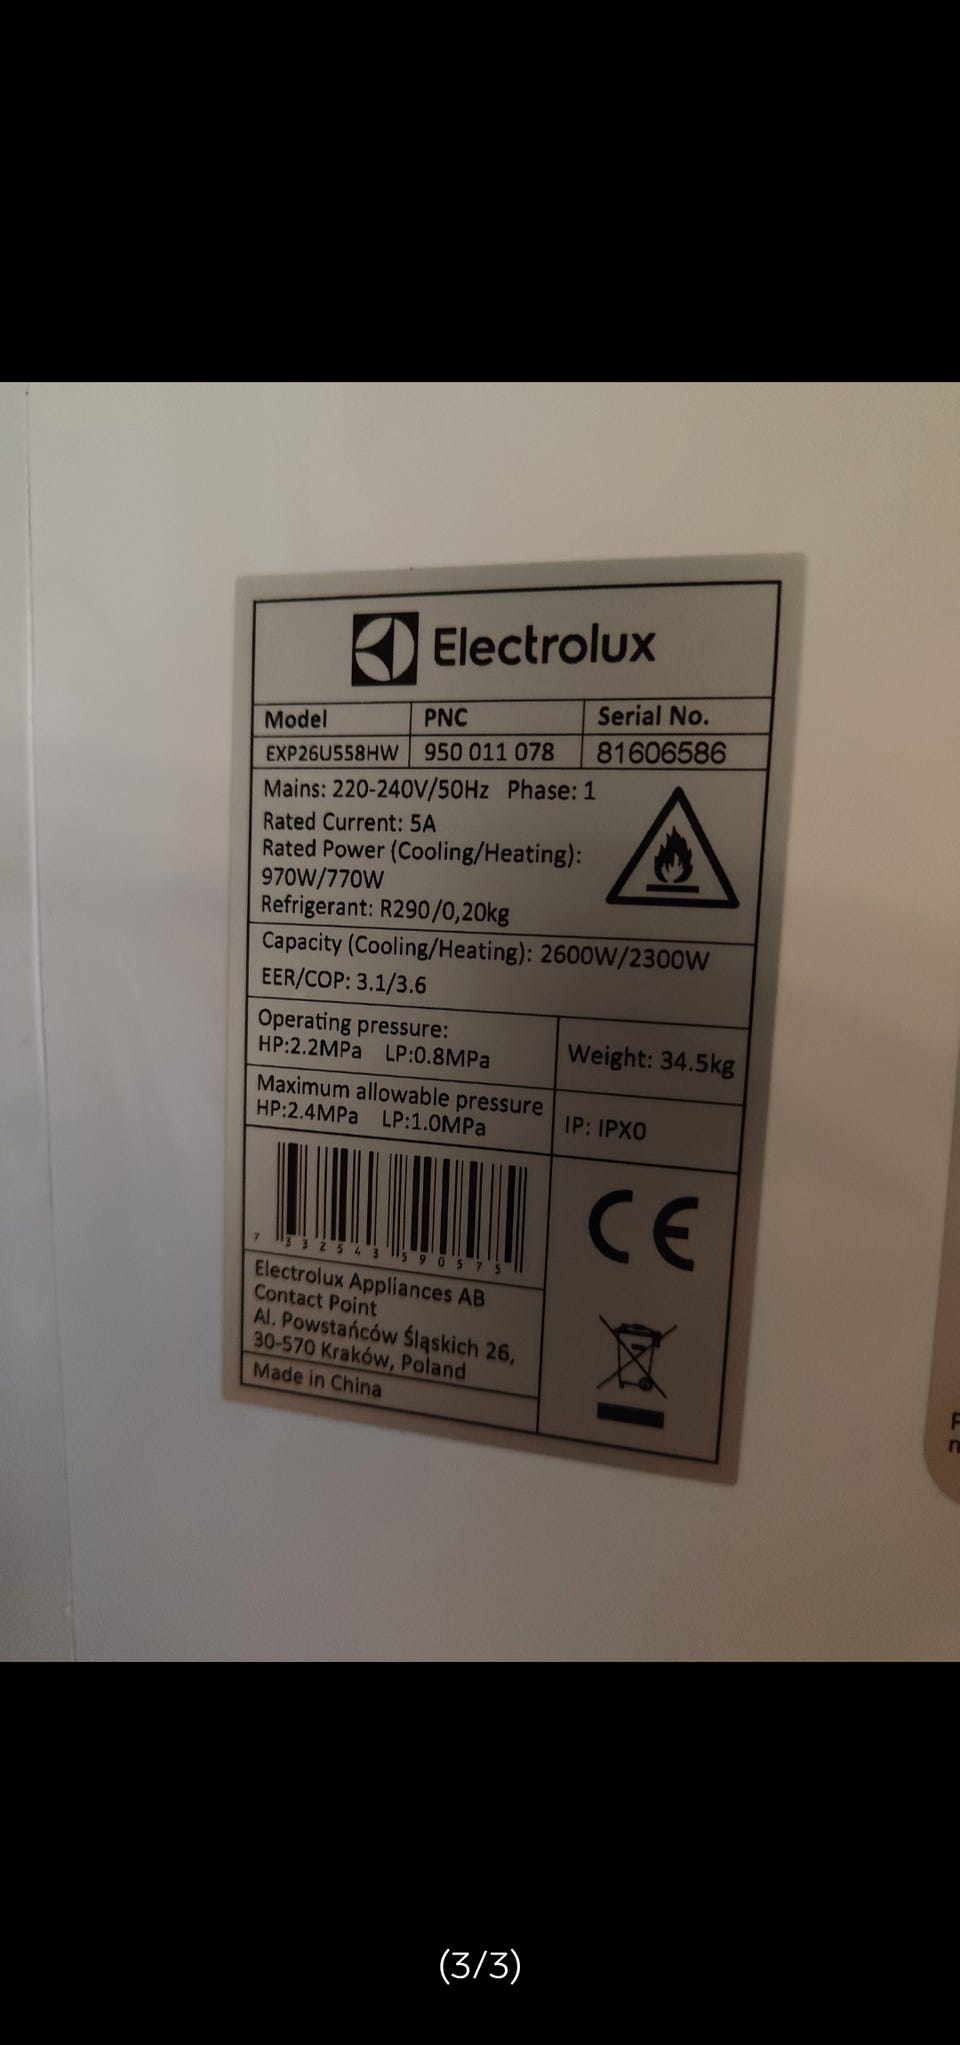 Electrolux
Model PNC Serial No.
EXP26U558HW 950 011 078 81606586
Mains: 220-240V/50Hz Phase: 1
Rated Current: 5A
Rated Power (Cooling/Heating):
970W/770W
Refrigerant: R290/0,20kg
Capacity (Cooling/Heating): 2600W/2300W
EER/COP: 3.1/3.6
Operating pressure:
HP:2.2MPa LP:0.8MPa
Weight: 34.5kg
Maximum allowable pressure
HP:2.4MPa LP:1.0MPa
IP: IPX0
7 332543 590575
CE
Electrolux Appliances AB
Contact Point
Al. Powstańców Śląskich 26,
30-570 Kraków, Poland
Made in China
(3/3)